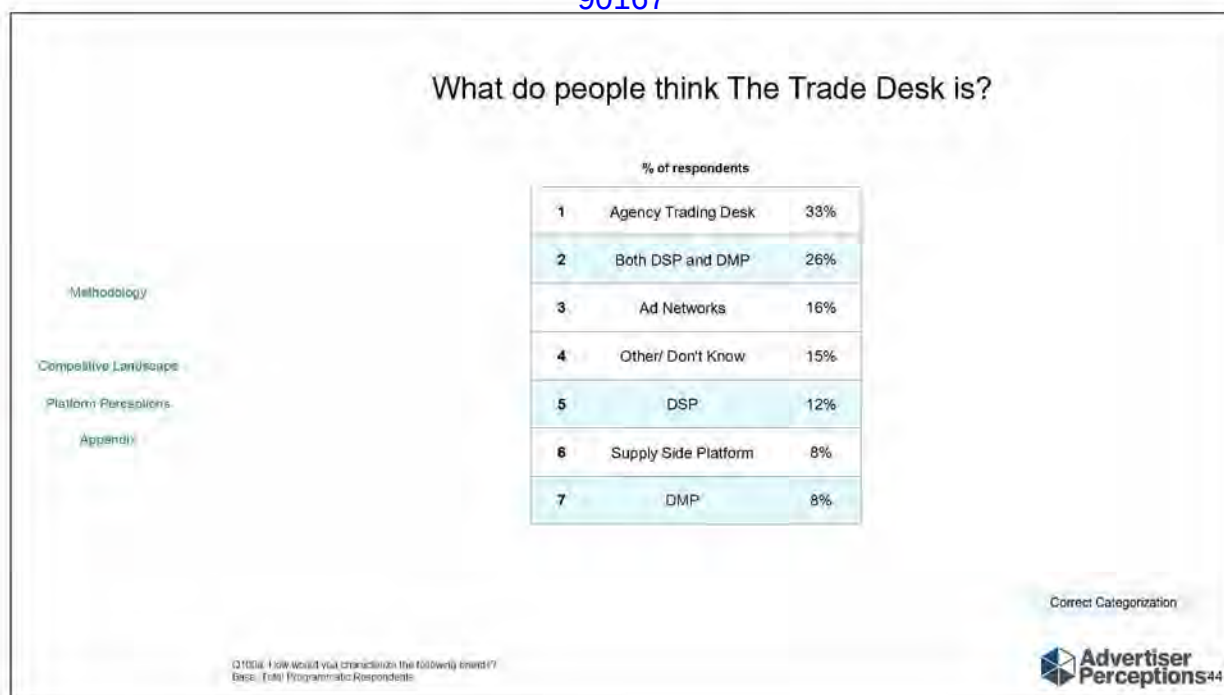 90167
What do people think The Trade Desk is?
% of respondents
1 Agency Trading Desk 33%
2 Both DSP and DMP 26%
3 Ad Networks 16%
4 Other/ Don't Know 15%
5 DSP 12%
6 Supply Side Platform 8%
7 DMP 8%
Methodology
Competitive Landscape
Platform Perceptions
Appendix
Correct Categorization
Q100a. How would you characterize the following brands?
Base: Total Programmatic Respondents
Advertiser
Perceptions 44